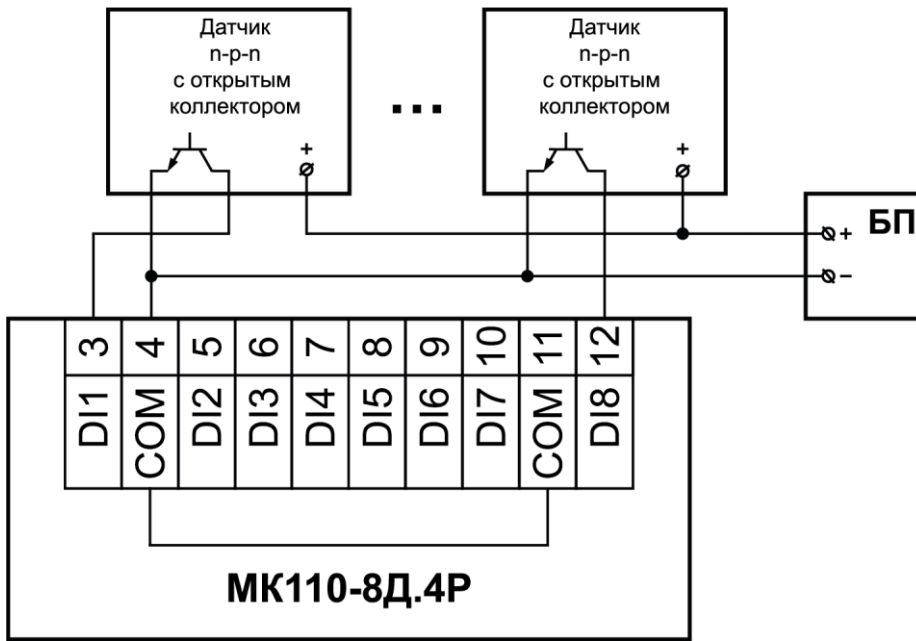 Датчик
n-p-n
с открытым
коллектором
+
...
Датчик
n-p-n
с открытым
коллектором
+
БП
+
−
3 4 5 6 7 8 9 10 11 12
DI1 COM DI2 DI3 DI4 DI5 DI6 DI7 COM DI8
МК110-8Д.4Р